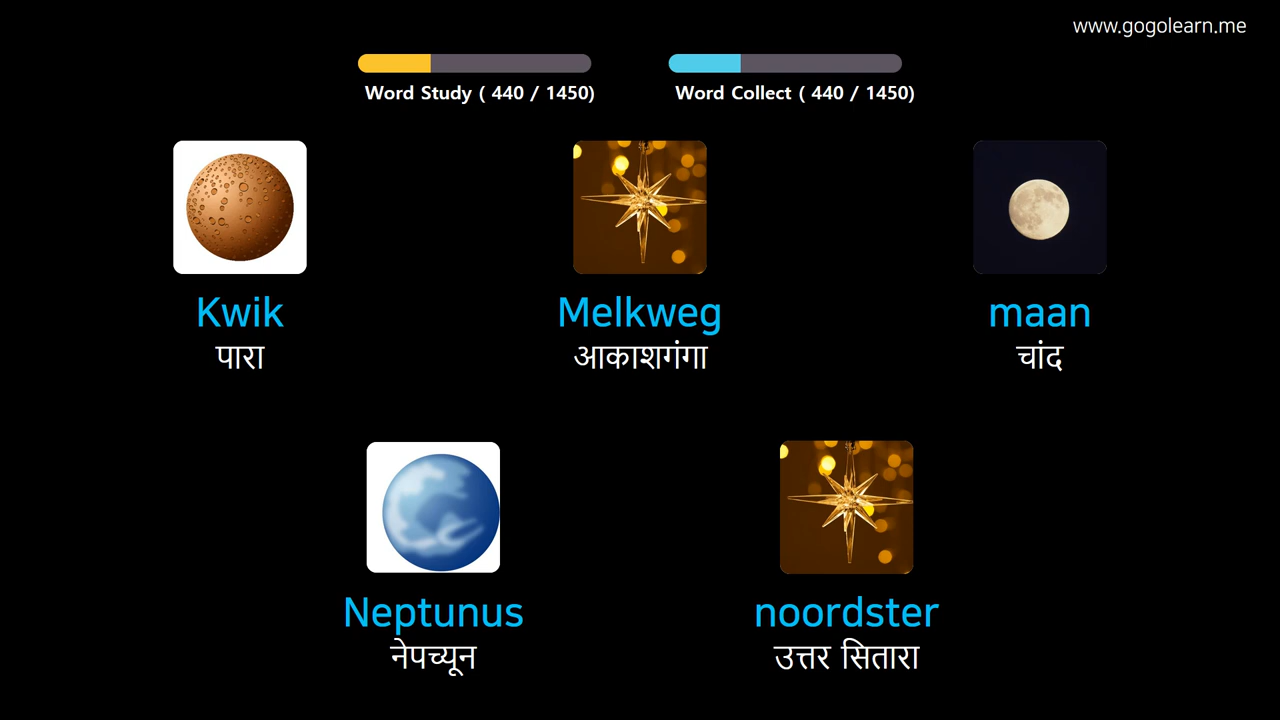 www.gogolearn.me
Word Study ( 440 / 1450)
Word Collect ( 440 / 1450)
Kwik
पारा
Melkweg
आकाशगंगा
maan
चांद
Neptunus
नेपच्यून
noordster
उत्तर सितारा